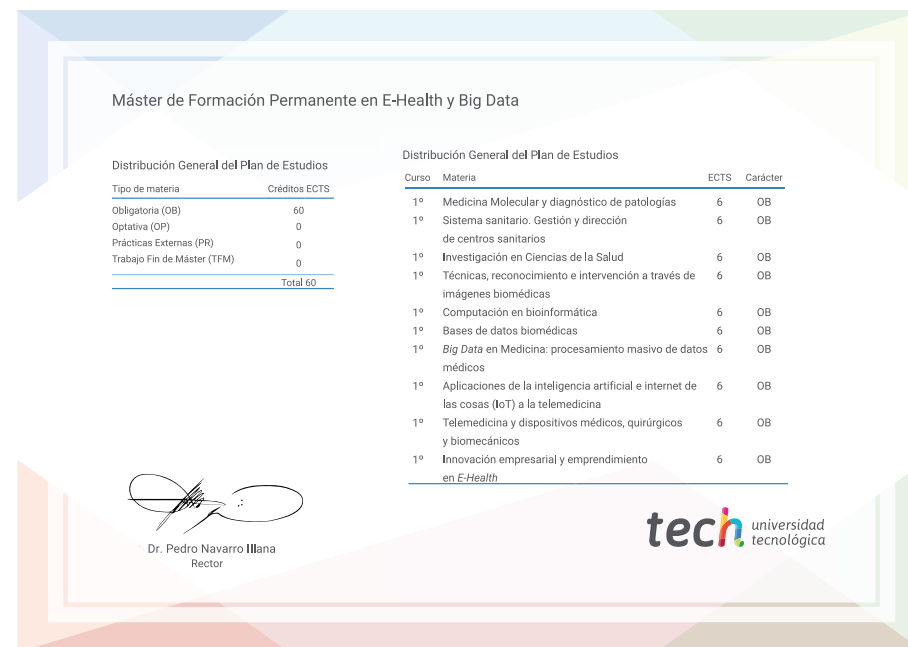 Máster de Formación Permanente en E-Health y Big Data
Distribución General del Plan de Estudios
Tipo de materia Créditos ECTS
Obligatoria (OB) 60
Optativa (OP) 0
Prácticas Externas (PR) 0
Trabajo Fin de Máster (TFM) 0
Total 60
Distribución General del Plan de Estudios
Curso Materia ECTS Carácter
1º Medicina Molecular y diagnóstico de patologías 6 OB
1º Sistema sanitario. Gestión y dirección 6 OB
de centros sanitarios
1º Investigación en Ciencias de la Salud 6 OB
1º Técnicas, reconocimiento e intervención a través de 6 OB
imágenes biomédicas
1º Computación en bioinformática 6 OB
1º Bases de datos biomédicas 6 OB
1º Big Data en Medicina: procesamiento masivo de datos 6 OB
médicos
1º Aplicaciones de la inteligencia artificial e internet de 6 OB
las cosas (IoT) a la telemedicina
1º Telemedicina y dispositivos médicos, quirúrgicos 6 OB
y biomecánicos
1º Innovación empresarial y emprendimiento 6 OB
en E-Health
Dr. Pedro Navarro Illana
Rector
tech universidad
tecnológica